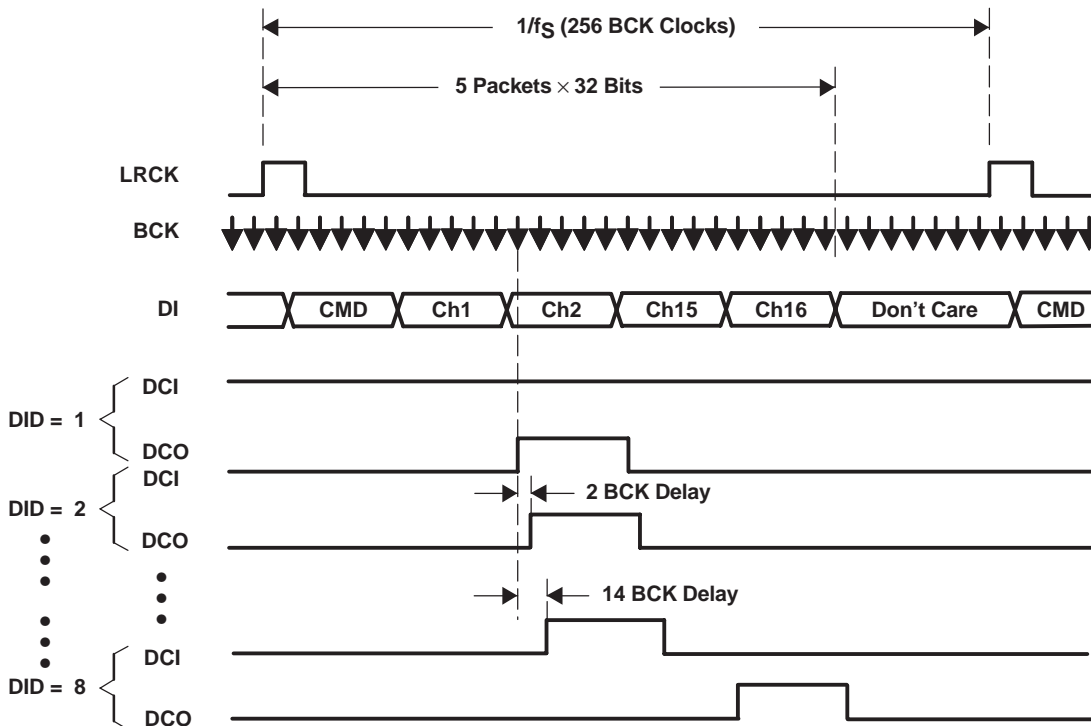 1/fS (256 BCK Clocks)
5 Packets × 32 Bits
LRCK
BCK
DI CMD Ch1 Ch2 Ch15 Ch16 Don't Care CMD
DCI
DID = 1
DCO
DCI
DID = 2
2 BCK Delay
DCO
14 BCK Delay
DCI
DID = 8
DCO